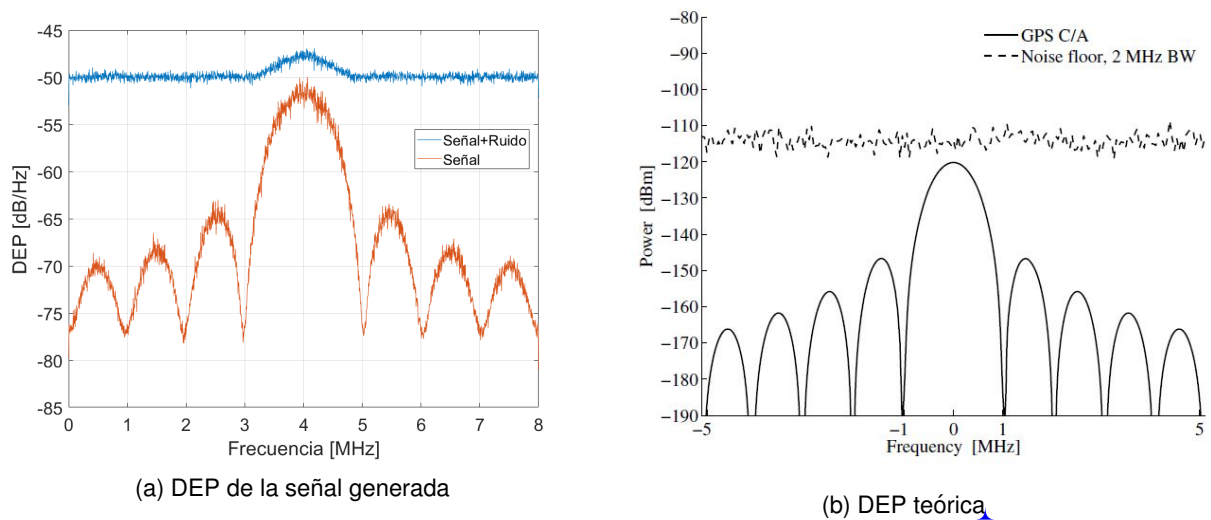 -45
-50
-55
-60
-65
-70
-75
-80
-85
DEP [dB/Hz]
Señal+Ruido
Señal
0 1 2 3 4 5 6 7 8
Frecuencia [MHz]
(a) DEP de la señal generada
-80
-90
-100
-110
-120
-130
-140
-150
-160
-170
-180
-190
Power [dBm]
GPS C/A
Noise floor, 2 MHz BW
-5 -1 0 1 5
Frequency [MHz]
(b) DEP teórica